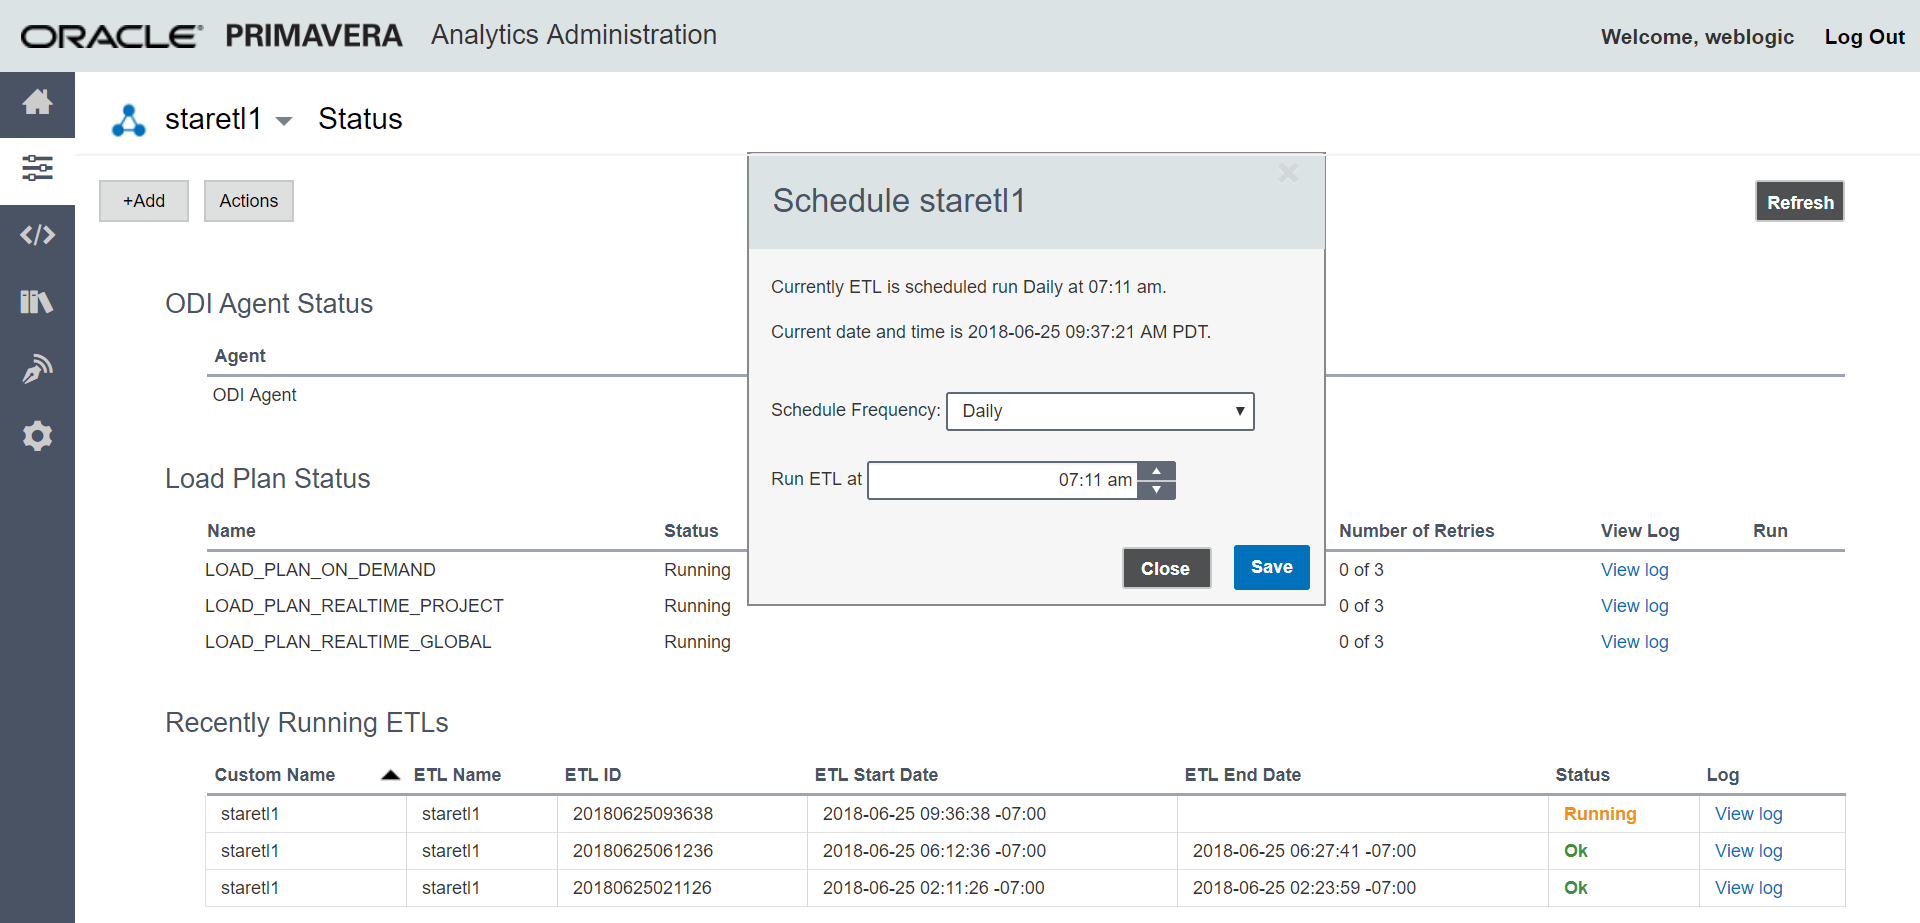 ORACLE PRIMAVERA Analytics Administration
Welcome, weblogic Log Out
staretl1 Status
+Add Actions Refresh
Schedule staretl1
Currently ETL is scheduled run Daily at 07:11 am.
Current date and time is 2018-06-25 09:37:21 AM PDT.
Schedule Frequency: Daily
Run ETL at 07:11 am
Close Save
ODI Agent Status
Agent
ODI Agent
Load Plan Status
Name Status Number of Retries View Log Run
LOAD_PLAN_ON_DEMAND Running 0 of 3 View log
LOAD_PLAN_REALTIME_PROJECT Running 0 of 3 View log
LOAD_PLAN_REALTIME_GLOBAL Running 0 of 3 View log
Recently Running ETLs
Custom Name ETL Name ETL ID ETL Start Date ETL End Date Status Log
staretl1 staretl1 20180625093638 2018-06-25 09:36:38 -07:00 Running View log
staretl1 staretl1 20180625061236 2018-06-25 06:12:36 -07:00 2018-06-25 06:27:41 -07:00 Ok View log
staretl1 staretl1 20180625021126 2018-06-25 02:11:26 -07:00 2018-06-25 02:23:59 -07:00 Ok View log